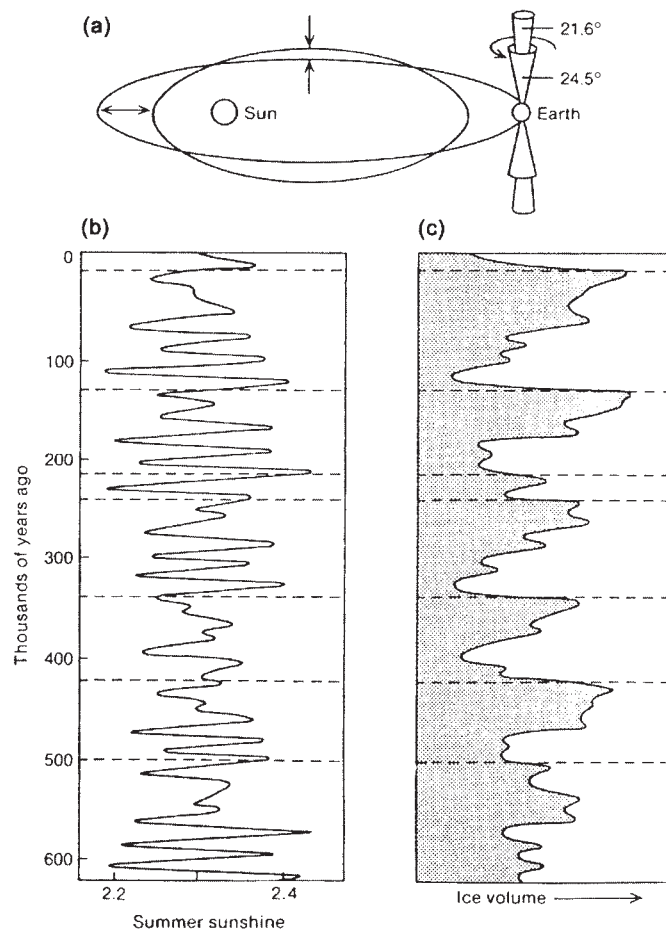 (a)
21.6°
24.5°
Sun
Earth
(b)
(c)
0
100
200
300
400
500
600
Thousands of years ago
2.2
2.4
Summer sunshine
Ice volume